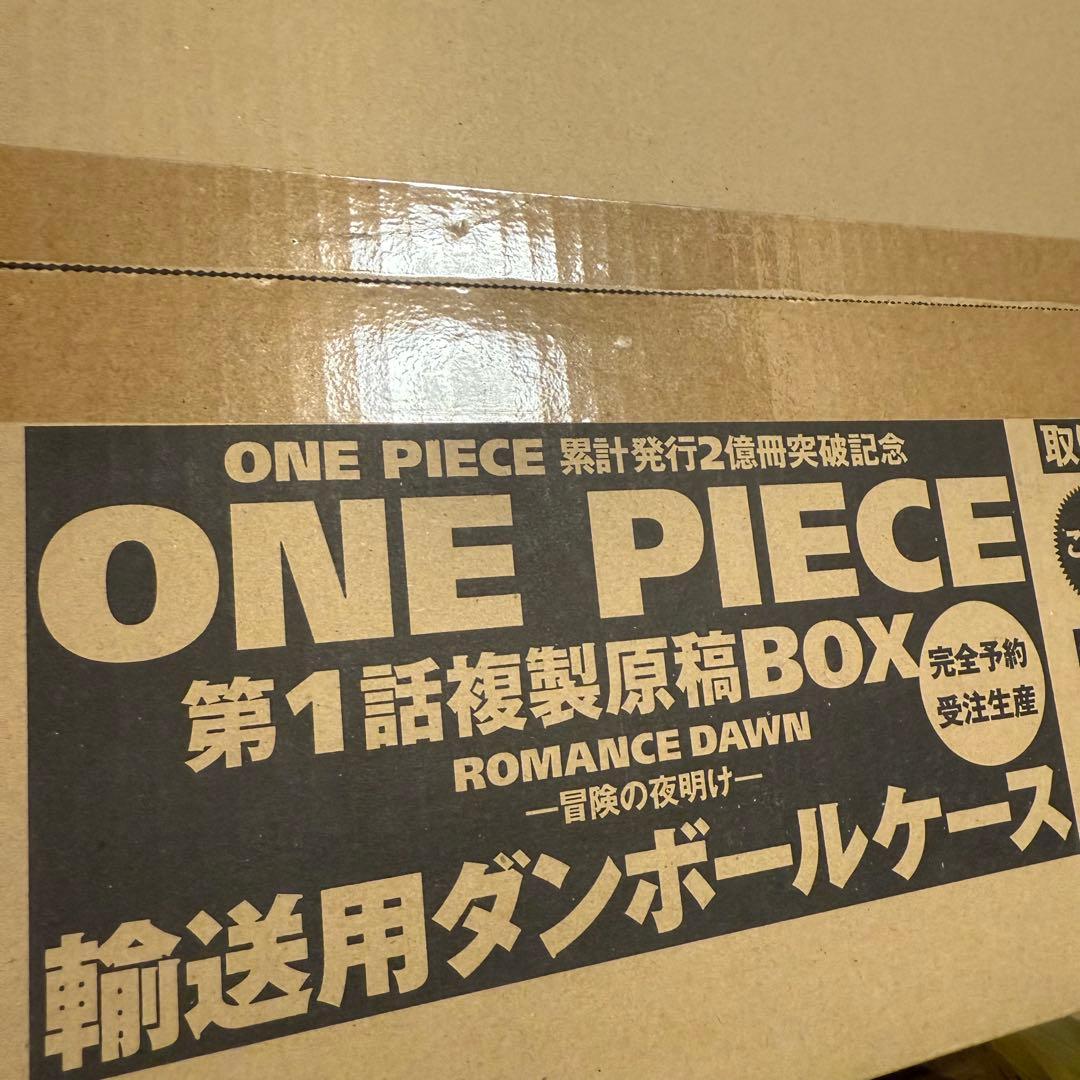 ONE PIECE 累計発行2億冊突破記念
ONE PIECE
第1話複製原稿BOX
完全予約
受注生産
ROMANCE DAWN
―冒険の夜明け―
輸送用ダンボールケース
取
こ